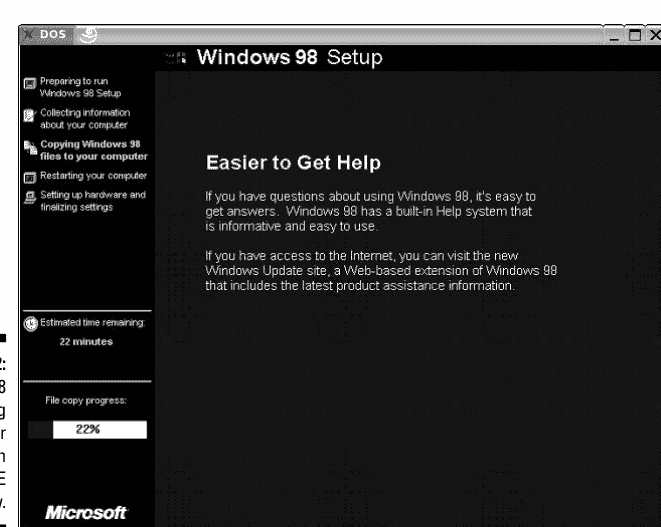 DOS
Windows 98 Setup
Preparing to run
Windows 98 Setup
Collecting information
about your computer
Copying Windows 98
files to your computer
Restarting your computer
Setting up hardware and
finalizing settings
Estimated time remaining:
22 minutes
File copy progress:
22%
Microsoft
Easier to Get Help
If you have questions about using Windows 98, it's easy to
get answers. Windows 98 has a built-in Help system that
is informative and easy to use.
If you have access to the Internet, you can visit the new
Windows Update site, a Web-based extension of Windows 98
that includes the latest product assistance information.
2:
8
g
r
n
E